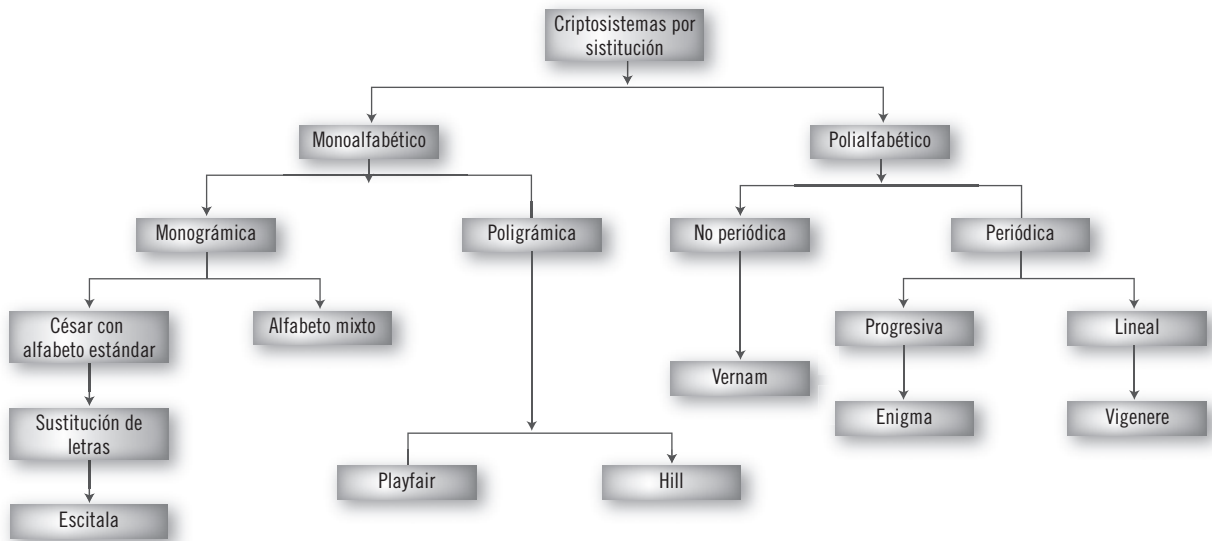 Criptosistemas por
sistitución
Monoalfabético
Polialfabético
Monográmica
Poligrámica
No periódica
Periódica
César con
alfabeto estándar
Alfabeto mixto
Progresiva
Lineal
Vernam
Sustitución de
letras
Enigma
Vigenere
Playfair
Hill
Escitala